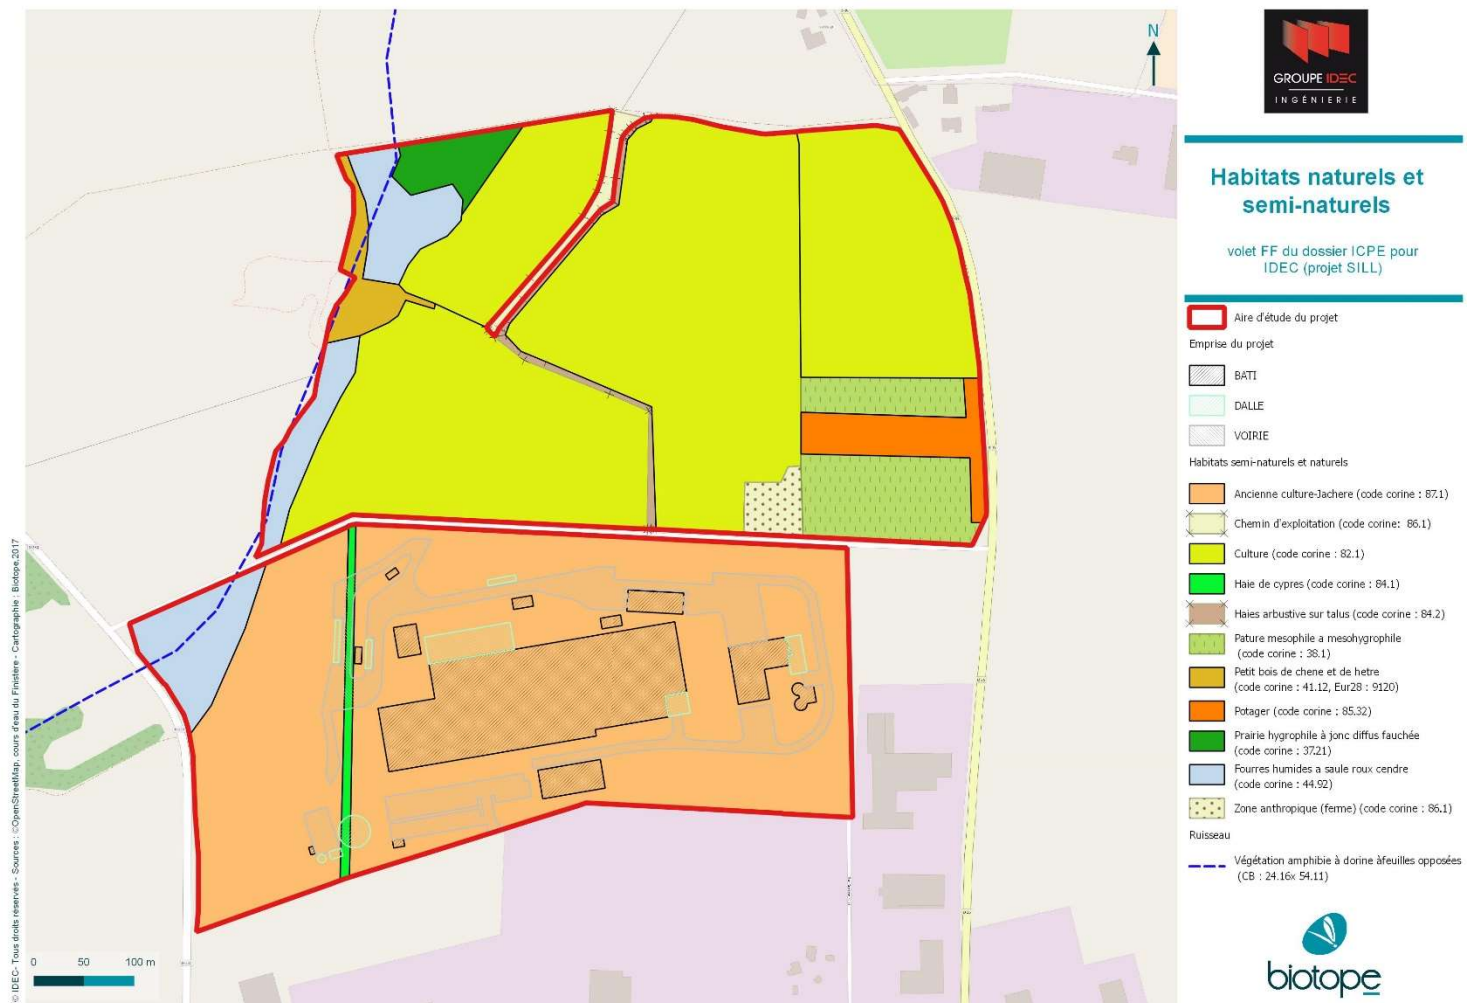 N
GROUPE IDEC
INGÉNIERIE
Habitats naturels et
semi-naturels
volet FF du dossier ICPE pour
IDEC (projet SILL)
Aire d'étude du projet
Emprise du projet
BATI
DALLE
VOIRIE
Habitats semi-naturels et naturels
Ancienne culture-Jachere (code corine : 87.1)
Chemin d'exploitation (code corine: 86.1)
Culture (code corine : 82.1)
Haie de cypres (code corine : 84.1)
Haies arbustive sur talus (code corine : 84.2)
Pature mesophile a mesohygrophile
(code corine : 38.1)
Petit bois de chene et de hetre
(code corine : 41.12, Eur28 : 9120)
Potager (code corine : 85.32)
Prairie hygrophile à jonc diffus fauchée
(code corine : 37.21)
Fourres humides a saule roux cendre
(code corine : 44.92)
Zone anthropique (ferme) (code corine : 86.1)
Ruisseau
Végétation amphibie à dorine àfeuilles opposées
(CB : 24.16x 54.11)
biotope
0 50 100 m
© IDEC- Tous droits réservés - Sources : ©OpenStreetMap, cours d'eau du Finistère - Cartographie : Biotope,2017